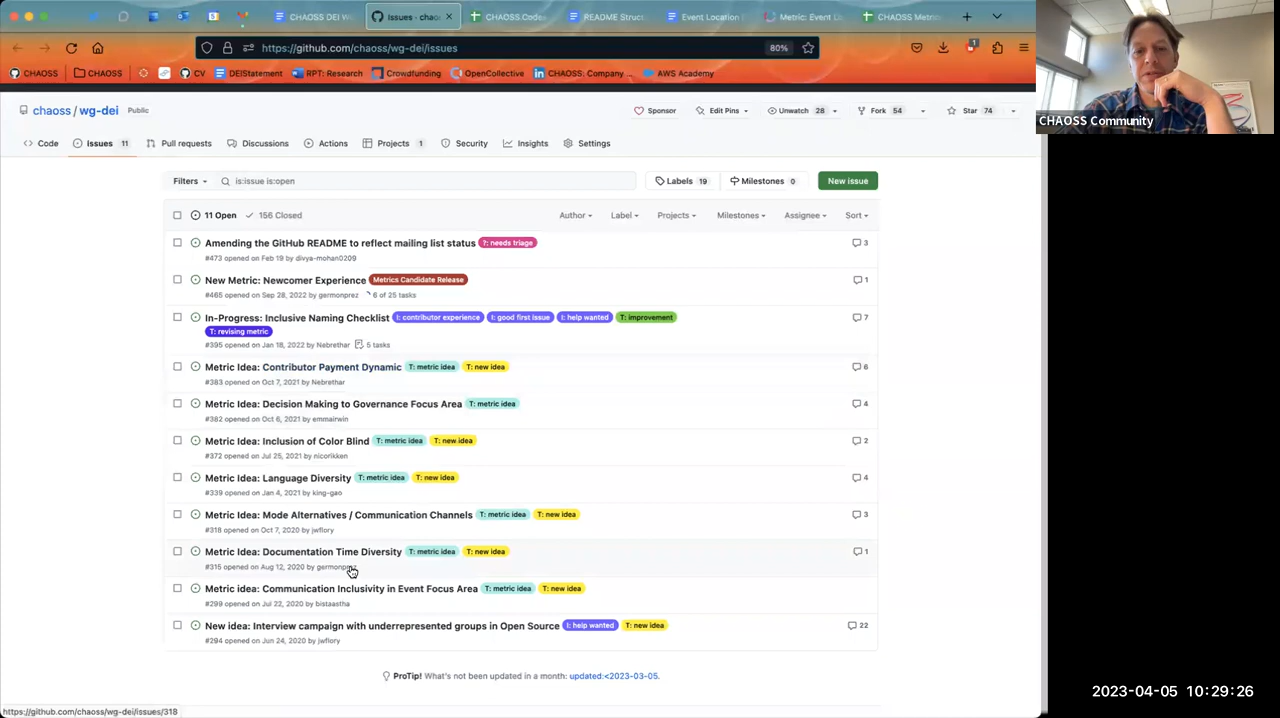 CHAOSS DEI W
Issues · chao
CHAOSS.Code
README Struct
Event Location
Metric: Event L
CHAOSS Metric
https://github.com/chaoss/wg-dei/issues
80%
1
CHAOSS
CHAOSS
CV
DEIStatement
RPT: Research
Crowdfunding
OpenCollective
CHAOSS: Company ...
AWS Academy
CHAOSS Community
chaoss / wg-dei Public
Sponsor
Edit Pins
Unwatch 28
Fork 54
Star 74
Code
Issues 11
Pull requests
Discussions
Actions
Projects 1
Security
Insights
Settings
Filters
is:issue is:open
Labels 19
Milestones 0
New issue
11 Open
156 Closed
Author
Label
Projects
Milestones
Assignee
Sort
Amending the GitHub README to reflect mailing list status ?: needs triage 3
#473 opened on Feb 19 by divya-mohan0209
New Metric: Newcomer Experience Metrics Candidate Release 1
#465 opened on Sep 28, 2022 by germonprez 6 of 25 tasks
In-Progress: Inclusive Naming Checklist I: contributor experience I: good first issue I: help wanted T: improvement 7
T: revising metric
#395 opened on Jan 18, 2022 by Nebrethar 5 tasks
Metric Idea: Contributor Payment Dynamic T: metric idea T: new idea 6
#383 opened on Oct 7, 2021 by Nebrethar
Metric Idea: Decision Making to Governance Focus Area T: metric idea 4
#382 opened on Oct 6, 2021 by emmairwin
Metric Idea: Inclusion of Color Blind T: metric idea T: new idea 2
#372 opened on Jul 25, 2021 by nicorikken
Metric Idea: Language Diversity T: metric idea T: new idea 4
#339 opened on Jan 4, 2021 by king-gao
Metric Idea: Mode Alternatives / Communication Channels T: metric idea T: new idea 3
#318 opened on Oct 7, 2020 by jwflory
Metric Idea: Documentation Time Diversity T: metric idea T: new idea 1
#315 opened on Aug 12, 2020 by germonprez
Metric idea: Communication Inclusivity in Event Focus Area T: metric idea T: new idea
#299 opened on Jul 22, 2020 by bistaastha
New idea: Interview campaign with underrepresented groups in Open Source I: help wanted T: new idea 22
#294 opened on Jun 24, 2020 by jwflory
ProTip! What's not been updated in a month: updated:<2023-03-05.
https://github.com/chaoss/wg-dei/issues/318
2023-04-05 10:29:26